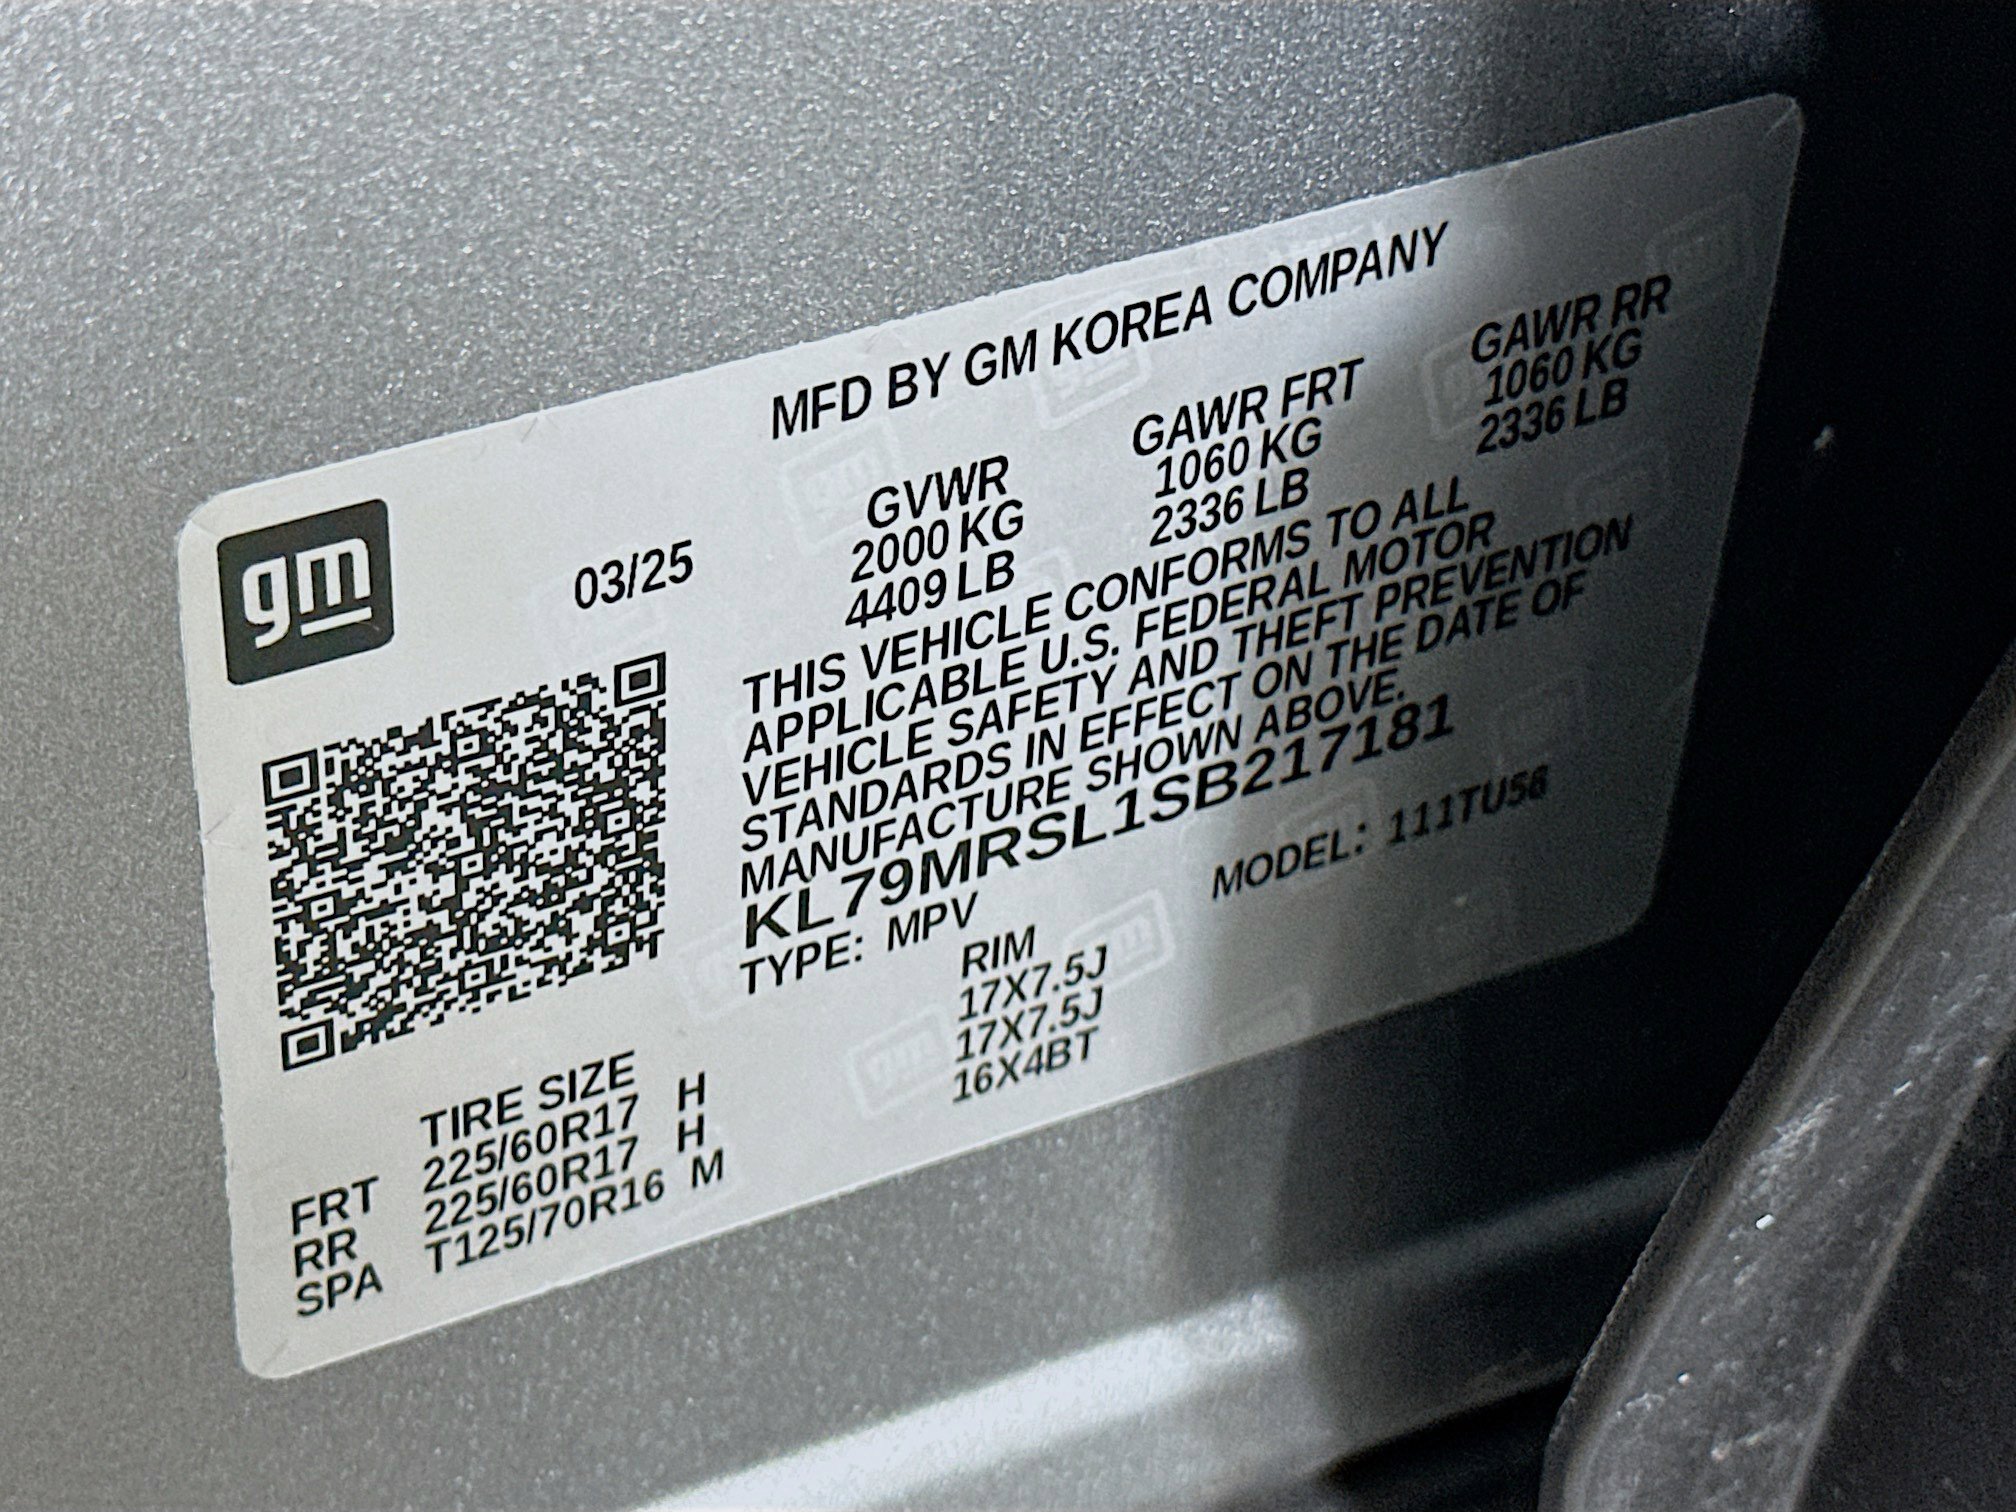 MFD BY GM KOREA COMPANY
gm
03/25
GVWR
2000 KG
4409 LB
GAWR FRT
1060 KG
2336 LB
GAWR RR
1060 KG
2336 LB
THIS VEHICLE CONFORMS TO ALL
APPLICABLE U.S. FEDERAL MOTOR
VEHICLE SAFETY AND THEFT PREVENTION
STANDARDS IN EFFECT ON THE DATE OF
MANUFACTURE SHOWN ABOVE.
KL79MRSL1SB217181
TYPE: MPV MODEL: 111TU56
TIRE SIZE RIM
FRT 225/60R17 H 17X7.5J
RR 225/60R17 H 17X7.5J
SPA T125/70R16 M 16X4BT